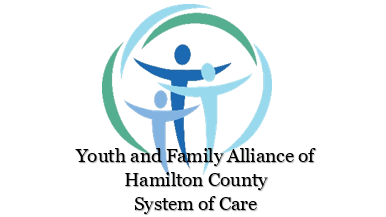 Youth and Family Alliance of
Hamilton County
System of Care